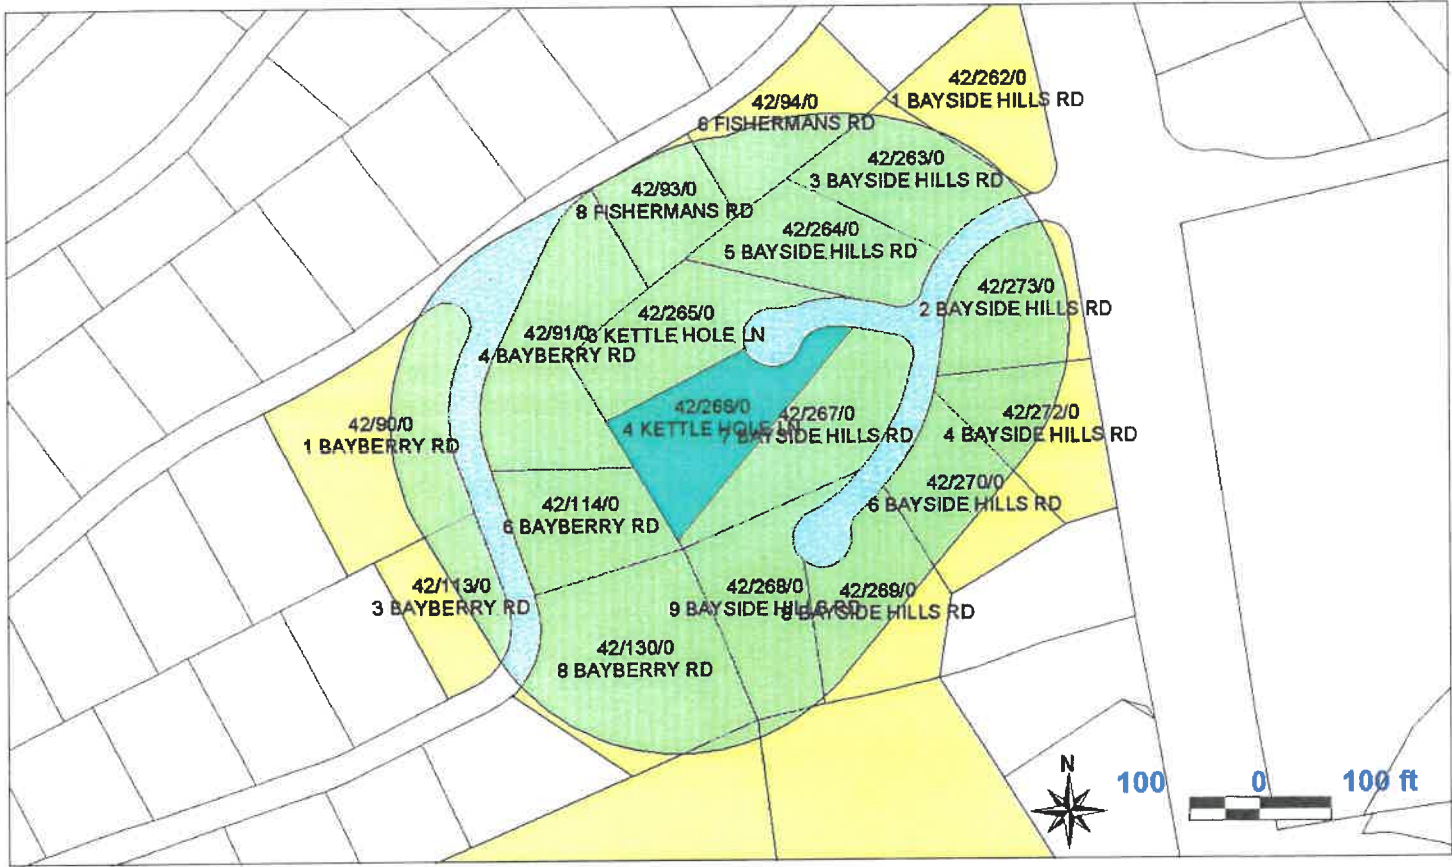 42/262/0
1 BAYSIDE HILLS RD
42/94/0
6 FISHERMANS RD
42/263/0
3 BAYSIDE HILLS RD
42/93/0
8 FISHERMANS RD
42/264/0
5 BAYSIDE HILLS RD
42/273/0
2 BAYSIDE HILLS RD
42/265/0
3 KETTLE HOLE LN
42/91/0
4 BAYBERRY RD
42/266/0
4 KETTLE HOLE LN
42/267/0
7 BAYSIDE HILLS RD
42/272/0
4 BAYSIDE HILLS RD
42/90/0
1 BAYBERRY RD
42/270/0
6 BAYSIDE HILLS RD
42/114/0
6 BAYBERRY RD
42/113/0
3 BAYBERRY RD
42/268/0
9 BAYSIDE HILLS RD
42/269/0
8 BAYSIDE HILLS RD
42/130/0
8 BAYBERRY RD
N
100 0 100 ft